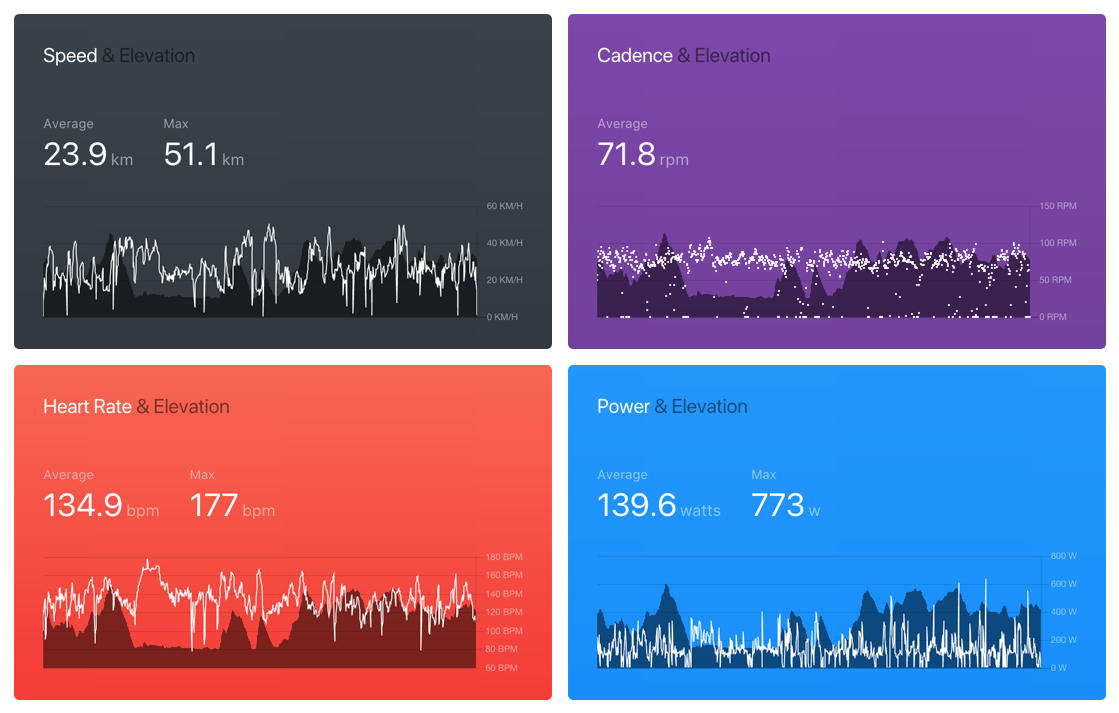 Speed & Elevation
Average Max
23.9 km 51.1 km
60 KM/H
40 KM/H
20 KM/H
0 KM/H
Cadence & Elevation
Average
71.8 rpm
150 RPM
100 RPM
50 RPM
0 RPM
Heart Rate & Elevation
Average Max
134.9 bpm 177 bpm
180 BPM
160 BPM
140 BPM
120 BPM
100 BPM
80 BPM
60 BPM
Power & Elevation
Average Max
139.6 watts 773 w
800 W
600 W
400 W
200 W
0 W